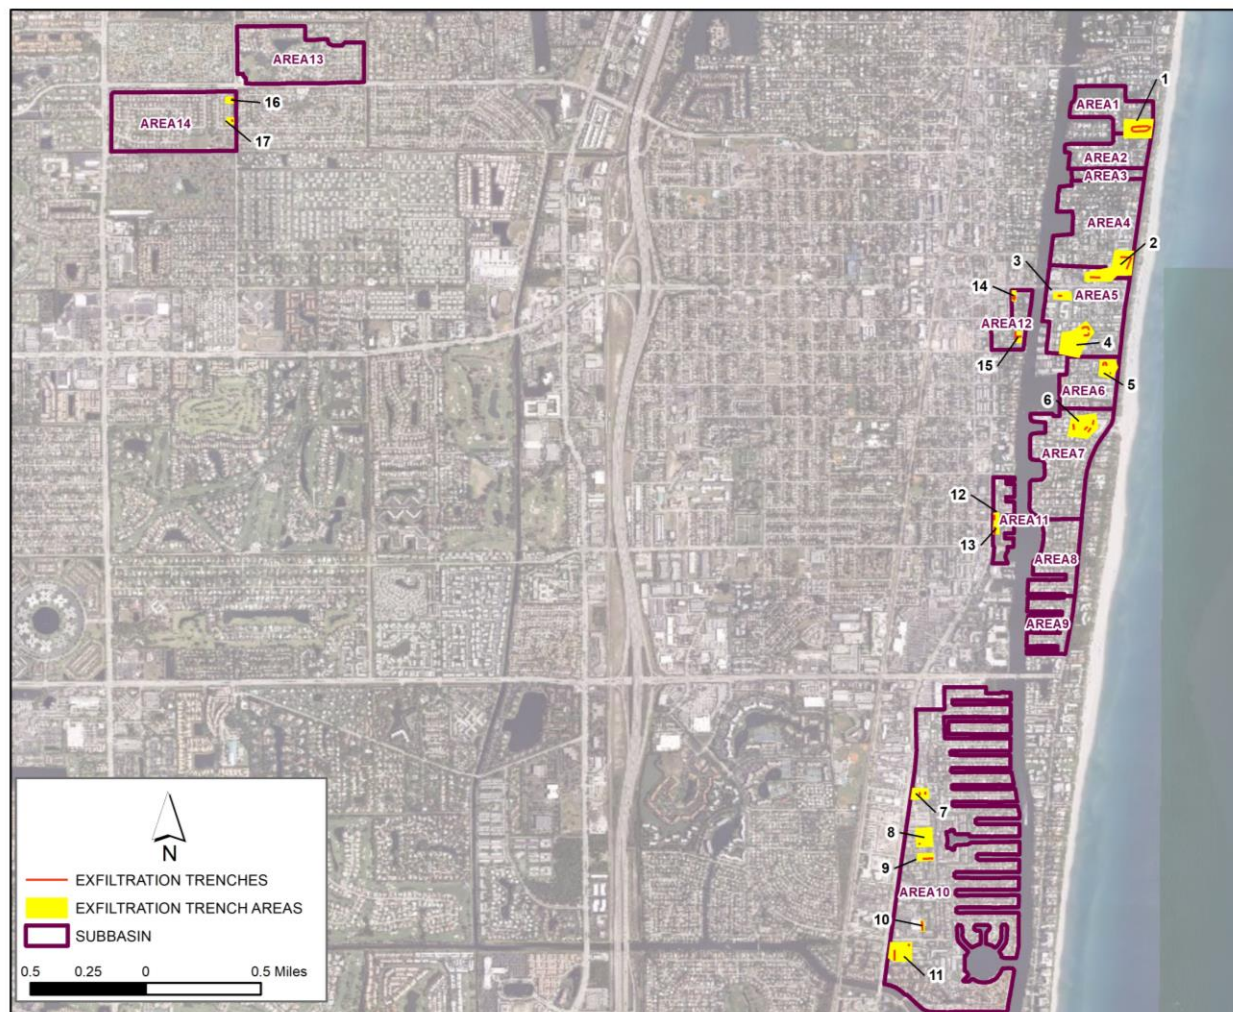 1
AREA1
AREA13
16
AREA14
17
AREA2
AREA3
AREA4
2
3
14
AREA5
AREA12
4
15
5
AREA6
6
AREA7
12
AREA11
13
AREA8
AREA9
7
8
9
AREA10
10
11
N
EXFILTRATION TRENCHES
EXFILTRATION TRENCH AREAS
SUBBASIN
0.5 0.25 0 0.5 Miles